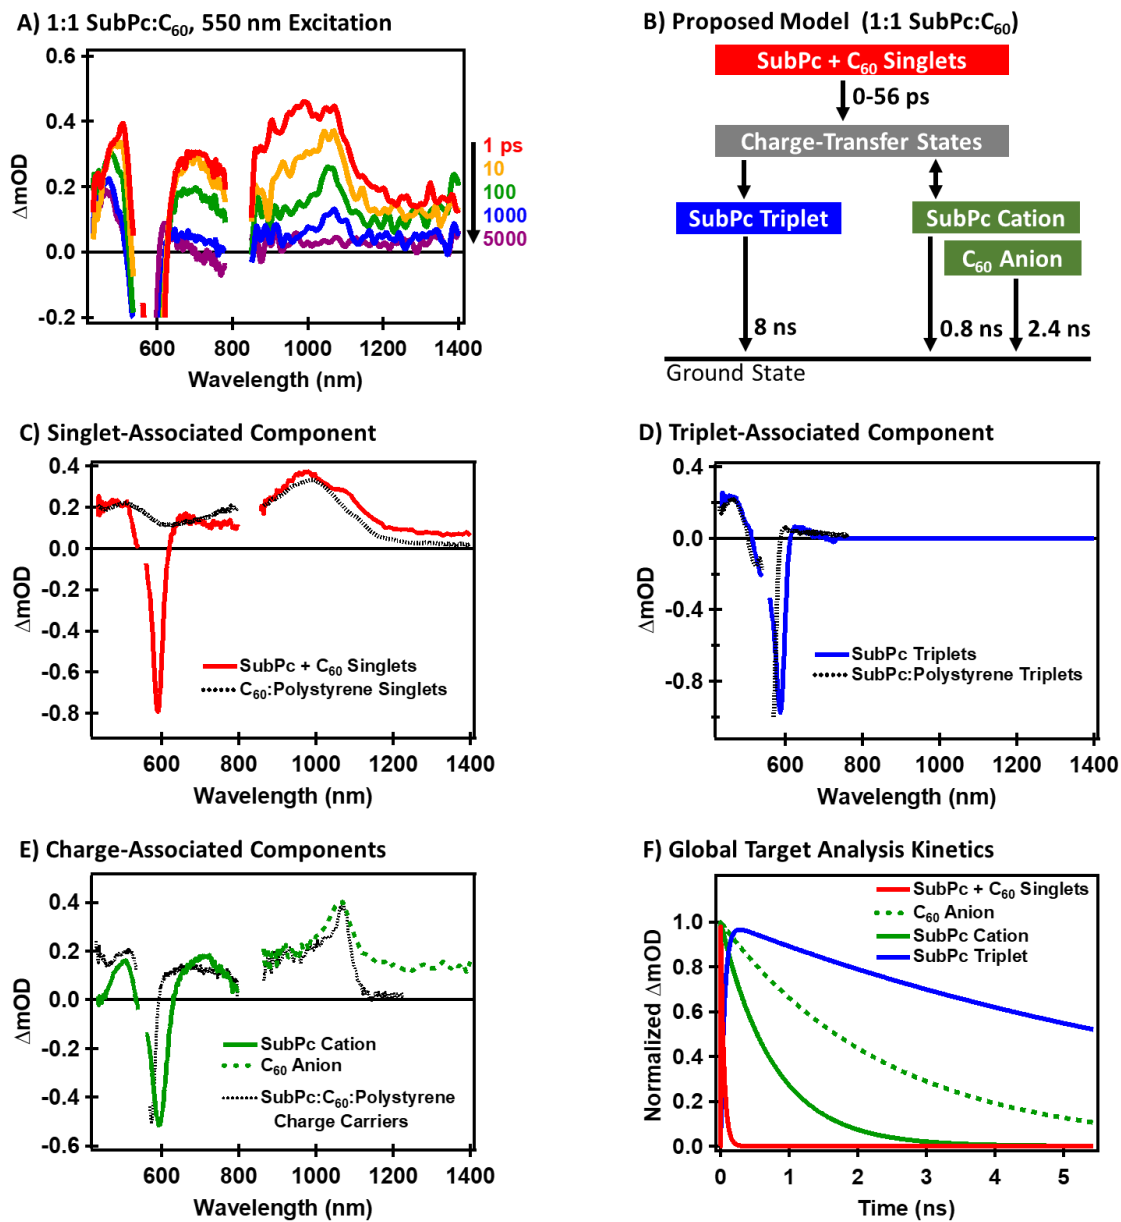 A) 1:1 SubPc:C60, 550 nm Excitation
0.6
0.4
0.2
0.0
-0.2
ΔmOD
1 ps
10
100
1000
5000
600
800
1000
1200
1400
Wavelength (nm)
B) Proposed Model (1:1 SubPc:C60)
SubPc + C60 Singlets
0-56 ps
Charge-Transfer States
SubPc Triplet
SubPc Cation
C60 Anion
8 ns
0.8 ns
2.4 ns
Ground State
C) Singlet-Associated Component
0.4
0.2
0.0
-0.2
-0.4
-0.6
-0.8
ΔmOD
SubPc + C60 Singlets
C60:Polystyrene Singlets
600
800
1000
1200
1400
Wavelength (nm)
D) Triplet-Associated Component
0.4
0.0
-0.4
-0.8
ΔmOD
SubPc Triplets
SubPc:Polystyrene Triplets
600
800
1000
1200
1400
Wavelength (nm)
E) Charge-Associated Components
0.4
0.2
0.0
-0.2
-0.4
-0.6
ΔmOD
SubPc Cation
C60 Anion
SubPc:C60:Polystyrene
Charge Carriers
600
800
1000
1200
1400
Wavelength (nm)
F) Global Target Analysis Kinetics
SubPc + C60 Singlets
C60 Anion
SubPc Cation
SubPc Triplet
1.0
0.8
0.6
0.4
0.2
0.0
Normalized ΔmOD
0
1
2
3
4
5
Time (ns)